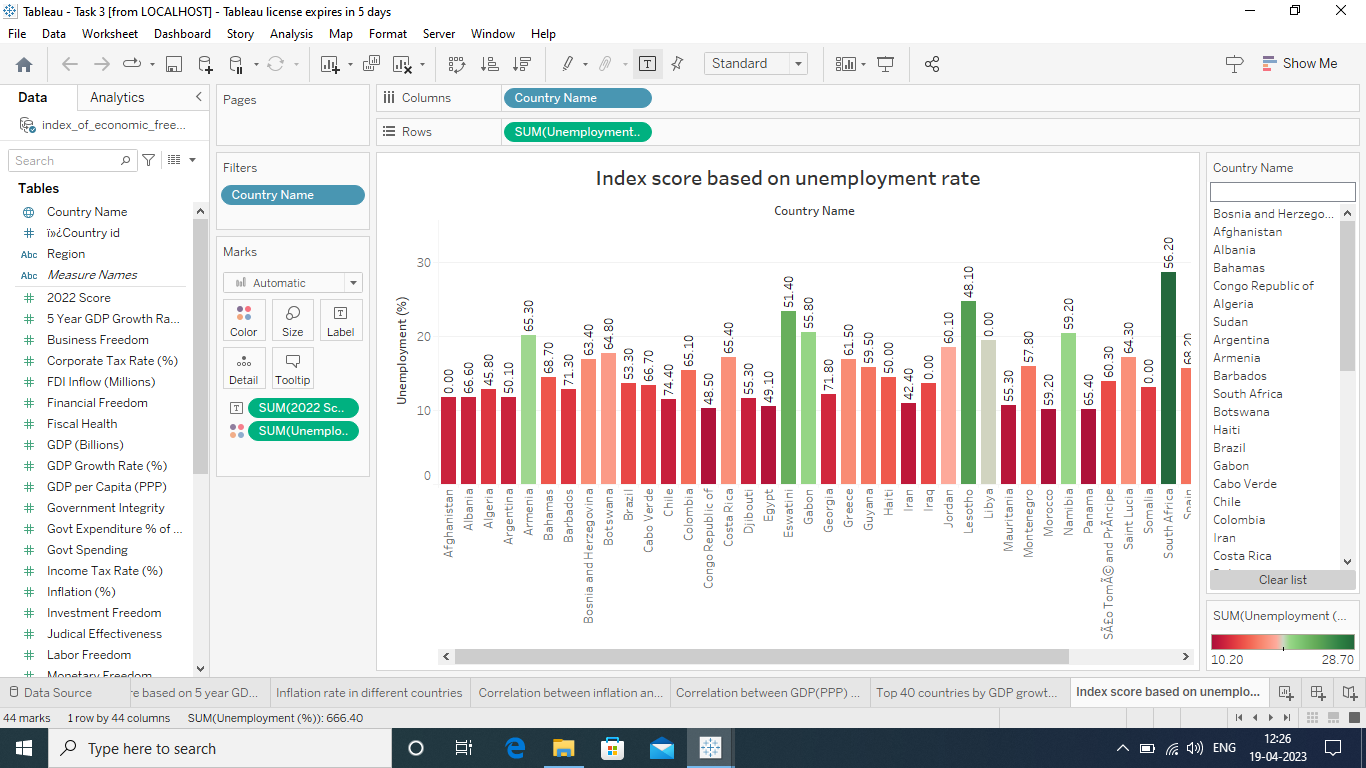 Tableau - Task 3 [from LOCALHOST] - Tableau license expires in 5 days
File Data Worksheet Dashboard Story Analysis Map Format Server Window Help
Standard Show Me
Data Analytics
index_of_economic_free...
Search
Tables
Country Name
ï»¿Country id
Abc Region
Abc Measure Names
2022 Score
5 Year GDP Growth Ra...
Business Freedom
Corporate Tax Rate (%)
FDI Inflow (Millions)
Financial Freedom
Fiscal Health
GDP (Billions)
GDP Growth Rate (%)
GDP per Capita (PPP)
Government Integrity
Govt Expenditure % of ...
Govt Spending
Income Tax Rate (%)
Inflation (%)
Investment Freedom
Judical Effectiveness
Labor Freedom
Monetary Freedom
Pages
Filters
Country Name
Marks
Automatic
Color Size Label
Detail Tooltip
SUM(2022 Sc..
SUM(Unemplo..
Columns Country Name
Rows SUM(Unemployment..
Index score based on unemployment rate
Country Name
Unemployment (%)
30
20
10
0
0.00 66.60 45.80 50.10 65.30 68.70 71.30 63.40 64.80 53.30 66.70 74.40 65.10 48.50 65.40 55.30 49.10 51.40 55.80 71.80 61.50 59.50 50.00 42.40 0.00 60.10 48.10 0.00 55.30 57.80 59.20 59.20 65.40 60.30 64.30 0.00 56.20 68.20
Afghanistan Albania Algeria Argentina Armenia Bahamas Barbados Bosnia and Herzegovina Botswana Brazil Cabo Verde Chile Colombia Congo Republic of Costa Rica Djibouti Egypt Eswatini Gabon Georgia Greece Guyana Haiti Iran Iraq Jordan Lesotho Libya Mauritania Montenegro Morocco Namibia Panama SÃ£o TomÃ© and PrÃncipe Saint Lucia Somalia South Africa Span
Country Name
Bosnia and Herzego...
Afghanistan
Albania
Bahamas
Congo Republic of
Algeria
Sudan
Argentina
Armenia
Barbados
South Africa
Botswana
Haiti
Brazil
Gabon
Cabo Verde
Chile
Colombia
Iran
Costa Rica
Clear list
SUM(Unemployment (...
10.20 28.70
Data Source re based on 5 year GD... Inflation rate in different countries Correlation between inflation an... Correlation between GDP(PPP) ... Top 40 countries by GDP growt... Index score based on unemplo...
44 marks 1 row by 44 columns SUM(Unemployment (%)): 666.40
Type here to search
ENG
12:26
19-04-2023